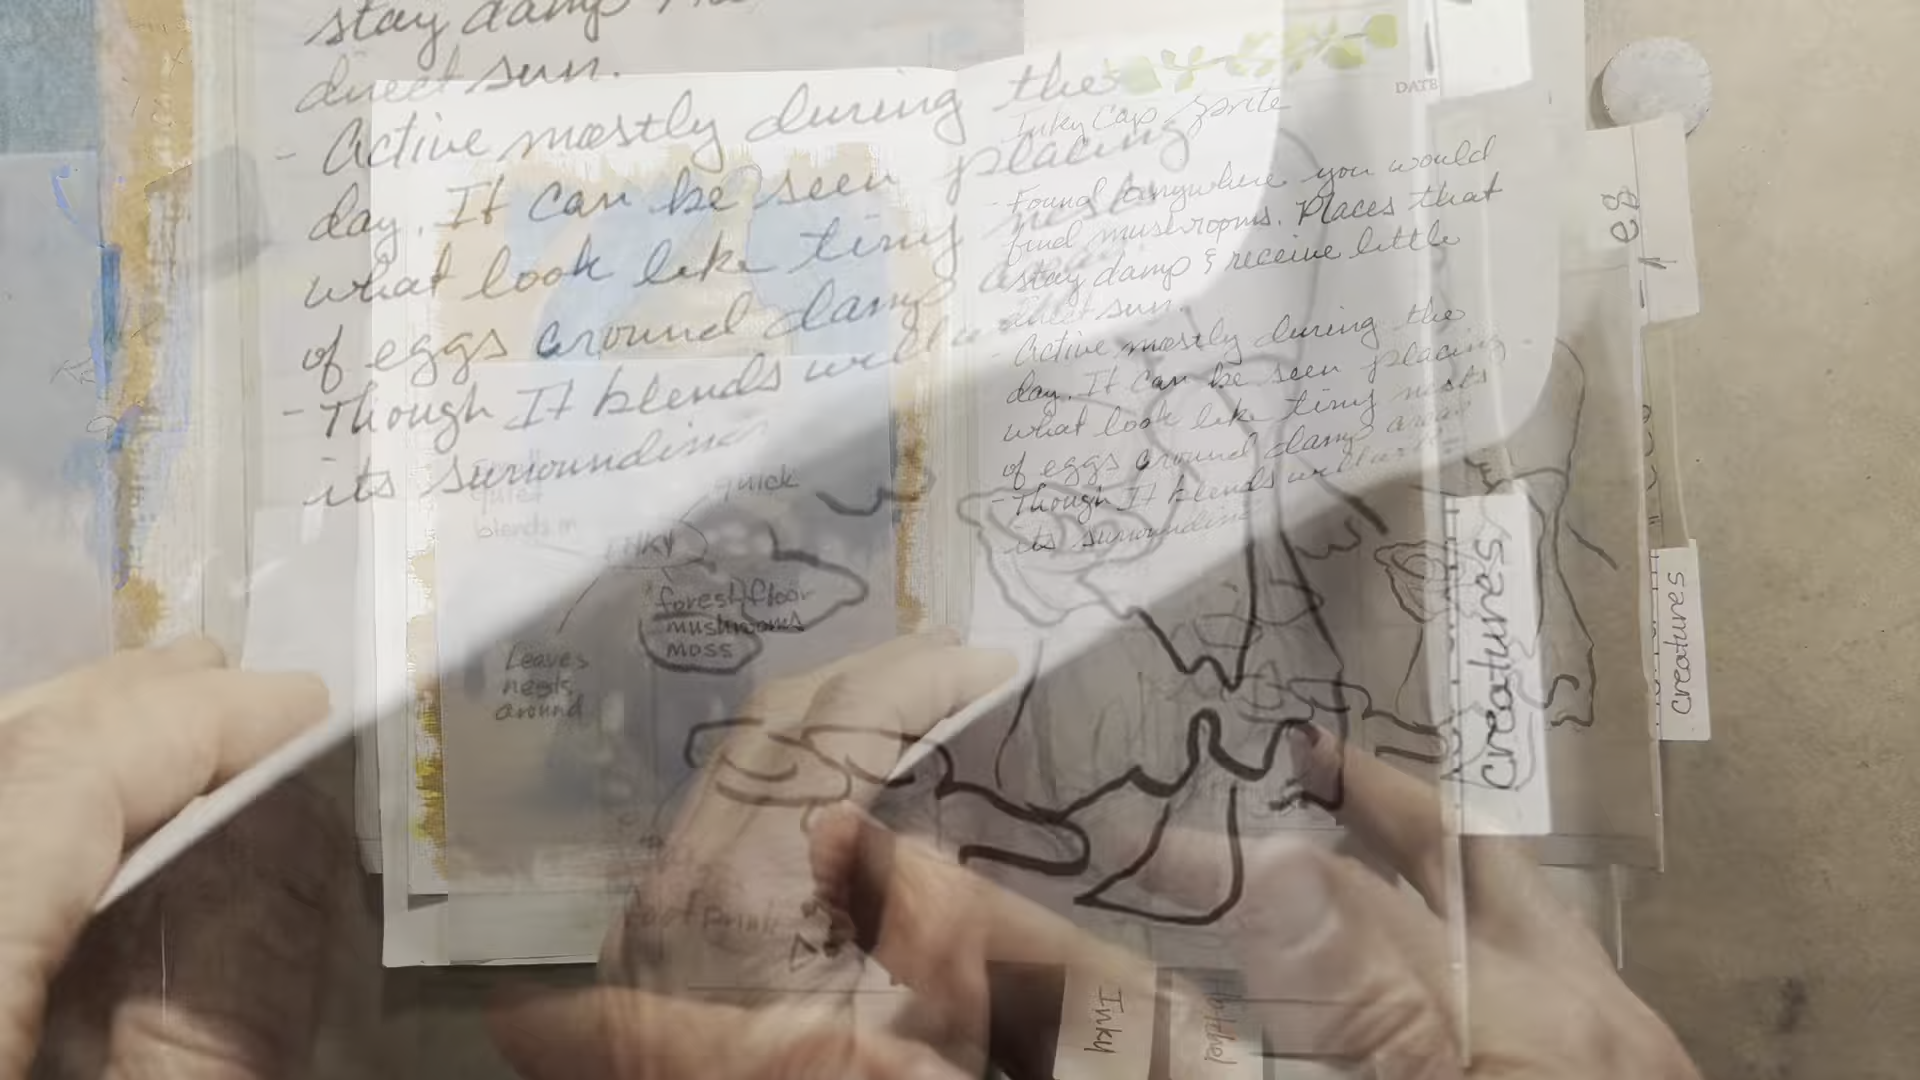 stay damp
direct sun.
- Active mostly during the
day. It can be seen placing
what look like tiny nests
of eggs around damp areas.
- Though It blends well
its surroundings
DATE
Inky Cap Sprite
- Found anywhere you would
find mushrooms. Places that
stay damp & receive little
direct sun.
- Active mostly during the
day. It can be seen placing
what look like tiny nests
of eggs around damp areas
- Though It blends well
its surroundings
quiet
blends in
quick
INKY
forest floor
mushrooms
moss
Leaves
nests
around
footprint
creatures
creatures
Inky